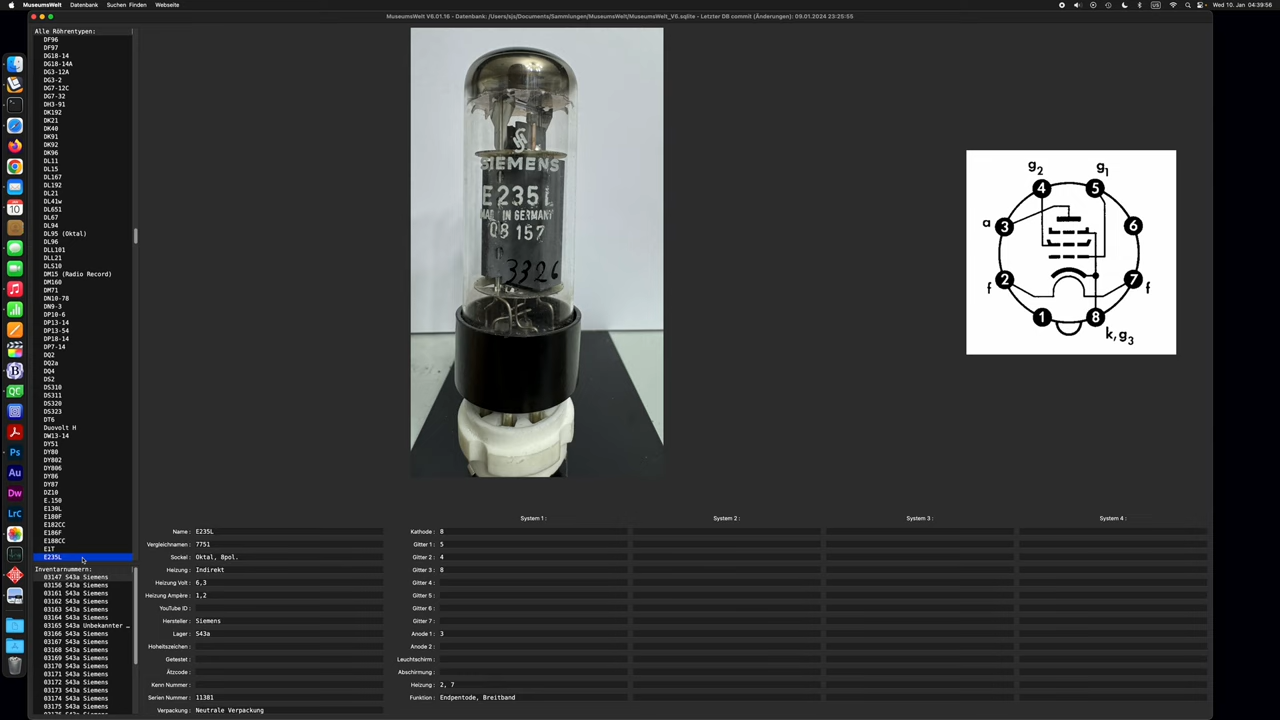 MuseumsWelt Datenbank Suchen Finden Webseite
US
Wed 10. Jan. 04:39:56
MuseumsWelt V6.01.16 - Datenbank: /Users/sjs/Documents/Sammlungen/MuseumsWelt/MuseumsWelt_V6.sqlite - Letzter DB commit (Änderungen): 09.01.2024 23:25:55
Alle Röhrentypen:
DF96
DF97
DG18-14
DG18-14A
DG3-12A
DG3-2
DG7-12C
DG7-32
DH3-91
DK192
DK21
DK40
DK91
DK92
DK96
DL11
DL15
DL167
DL192
DL21
DL41w
DL651
DL67
DL94
DL95 (Oktal)
DL96
DLL101
DLL21
DLS10
DM15 (Radio Record)
DM160
DM71
DN10-78
DN9-3
DP10-6
DP13-14
DP13-54
DP18-14
DP7-14
DQ2
DQ2a
DQ4
DS2
DS310
DS311
DS320
DS323
DT6
Duovolt H
DW13-14
DY51
DY80
DY802
DY806
DY86
DY87
DZ10
E.150
E130L
E180F
E182CC
E186F
E188CC
E1T
E235L
Inventarnummern:
03147 S43a Siemens
03156 S43a Siemens
03161 S43a Siemens
03162 S43a Siemens
03163 S43a Siemens
03164 S43a Siemens
03165 S43a Unbekannter …
03166 S43a Siemens
03167 S43a Siemens
03168 S43a Siemens
03169 S43a Siemens
03170 S43a Siemens
03171 S43a Siemens
03172 S43a Siemens
03173 S43a Siemens
03174 S43a Siemens
03175 S43a Siemens
10
QC
Ps
Au
Dw
LrC
SIEMENS
E235L
MADE IN GERMANY
08 157
3326
g2
g1
4 5
a 3 6
f 2 7 f
1 8
k, g3
System 1 : System 2 : System 3 : System 4 :
Name : E235L
Vergleichnamen : 7751
Sockel : Oktal, 8pol.
Heizung : Indirekt
Heizung Volt : 6,3
Heizung Ampère : 1,2
YouTube ID :
Hersteller : Siemens
Lager : S43a
Hoheitszeichen :
Getestet :
Ätzcode :
Kenn Nummer :
Serien Nummer : 11381
Verpackung : Neutrale Verpackung
Kathode : 8
Gitter 1 : 5
Gitter 2 : 4
Gitter 3 : 8
Gitter 4 :
Gitter 5 :
Gitter 6 :
Gitter 7 :
Anode 1 : 3
Anode 2 :
Leuchtschirm :
Abschirmung :
Heizung : 2, 7
Funktion : Endpentode, Breitband